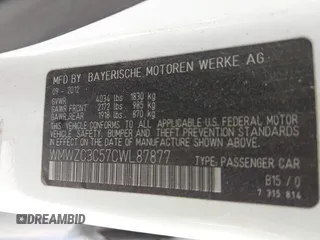 MFD BY BAYERISCHE MOTOREN WERKE AG
09 - 2012
GVWR 4034 lbs 1830 kg
GAWR FRONT 2172 lbs 985 kg
GAWR REAR 1918 lbs 870 kg
THIS VEHICLE CONFORMS TO ALL APPLICABLE U.S. FEDERAL MOTOR
VEHICLE SAFETY, BUMPER, AND THEFT PREVENTION STANDARDS
IN EFFECT ON THE DATE OF MANUFACTURE SHOWN ABOVE.
WMWZC3C57CWL87877 TYPE: PASSENGER CAR
B15 / 0
7 315 814
DREAMBID